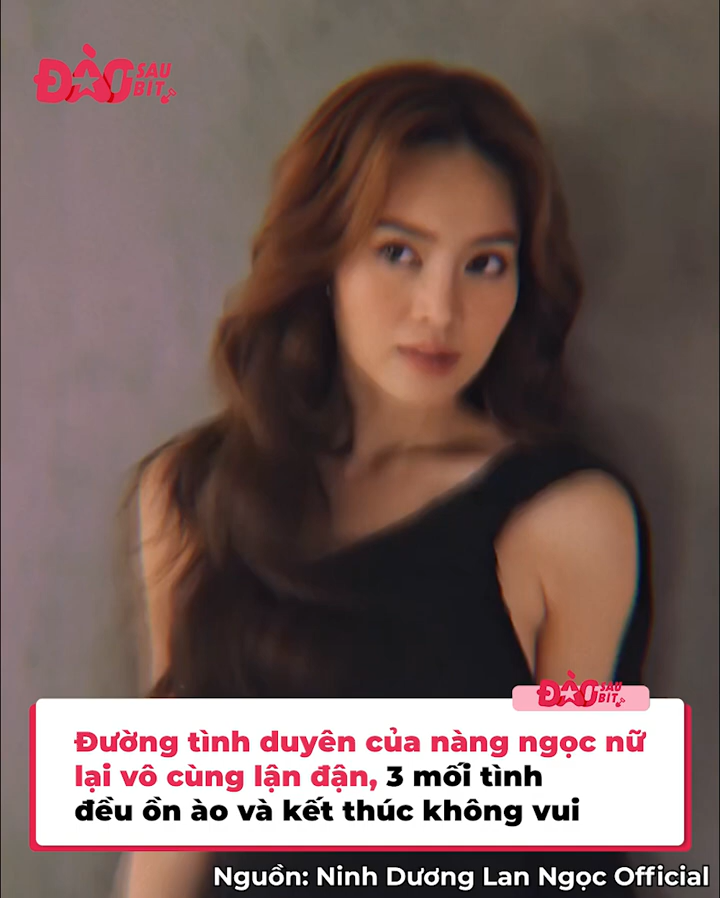 ĐÀO SAU BIT
ĐÀO SAU BIT
Đường tình duyên của nàng ngọc nữ
lại vô cùng lận đận, 3 mối tình
đều ồn ào và kết thúc không vui
Nguồn: Ninh Dương Lan Ngọc Official